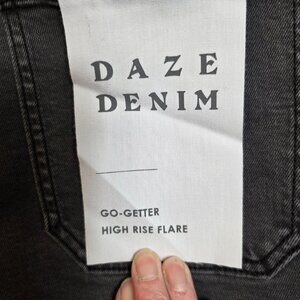 DAZE
DENIM
GO-GETTER
HIGH RISE FLARE